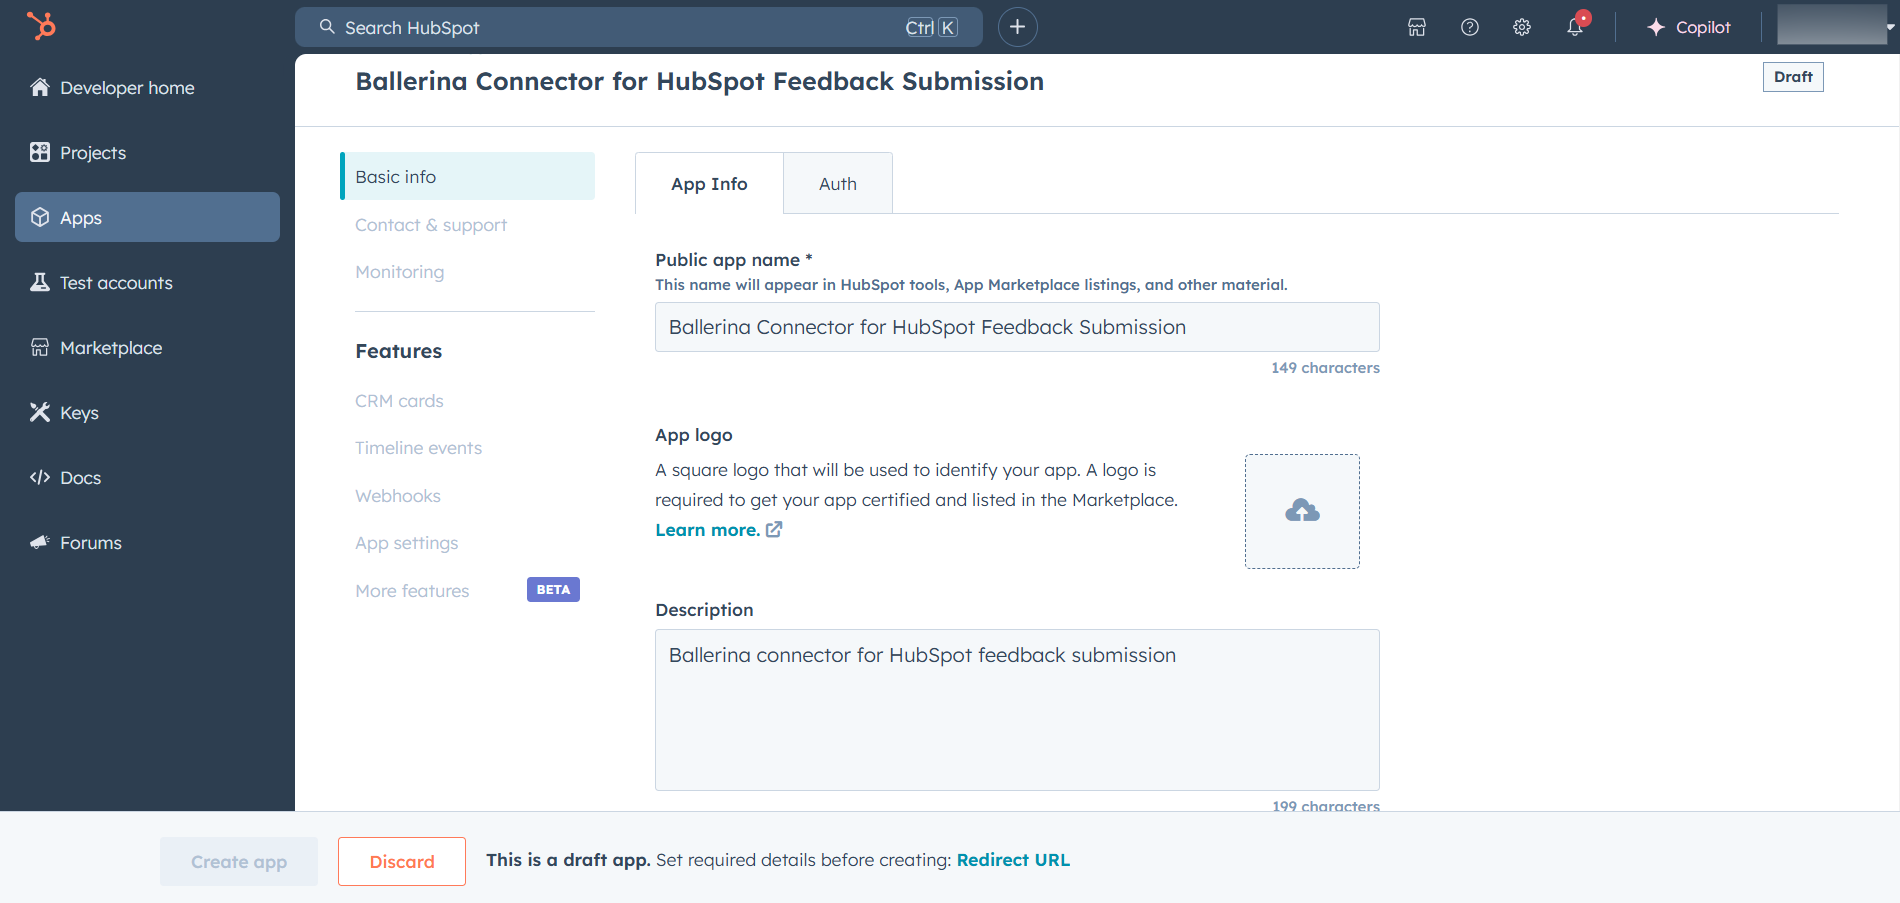 Search HubSpot
Ctrl K
Copilot
Developer home
Projects
Apps
Test accounts
Marketplace
Keys
Docs
Forums
Ballerina Connector for HubSpot Feedback Submission
Draft
Basic info
Contact & support
Monitoring
Features
CRM cards
Timeline events
Webhooks
App settings
More features
BETA
App Info
Auth
Public app name *
This name will appear in HubSpot tools, App Marketplace listings, and other material.
Ballerina Connector for HubSpot Feedback Submission
149 characters
App logo
A square logo that will be used to identify your app. A logo is
required to get your app certified and listed in the Marketplace.
Learn more.
Description
Ballerina connector for HubSpot feedback submission
199 characters
Create app
Discard
This is a draft app. Set required details before creating: Redirect URL